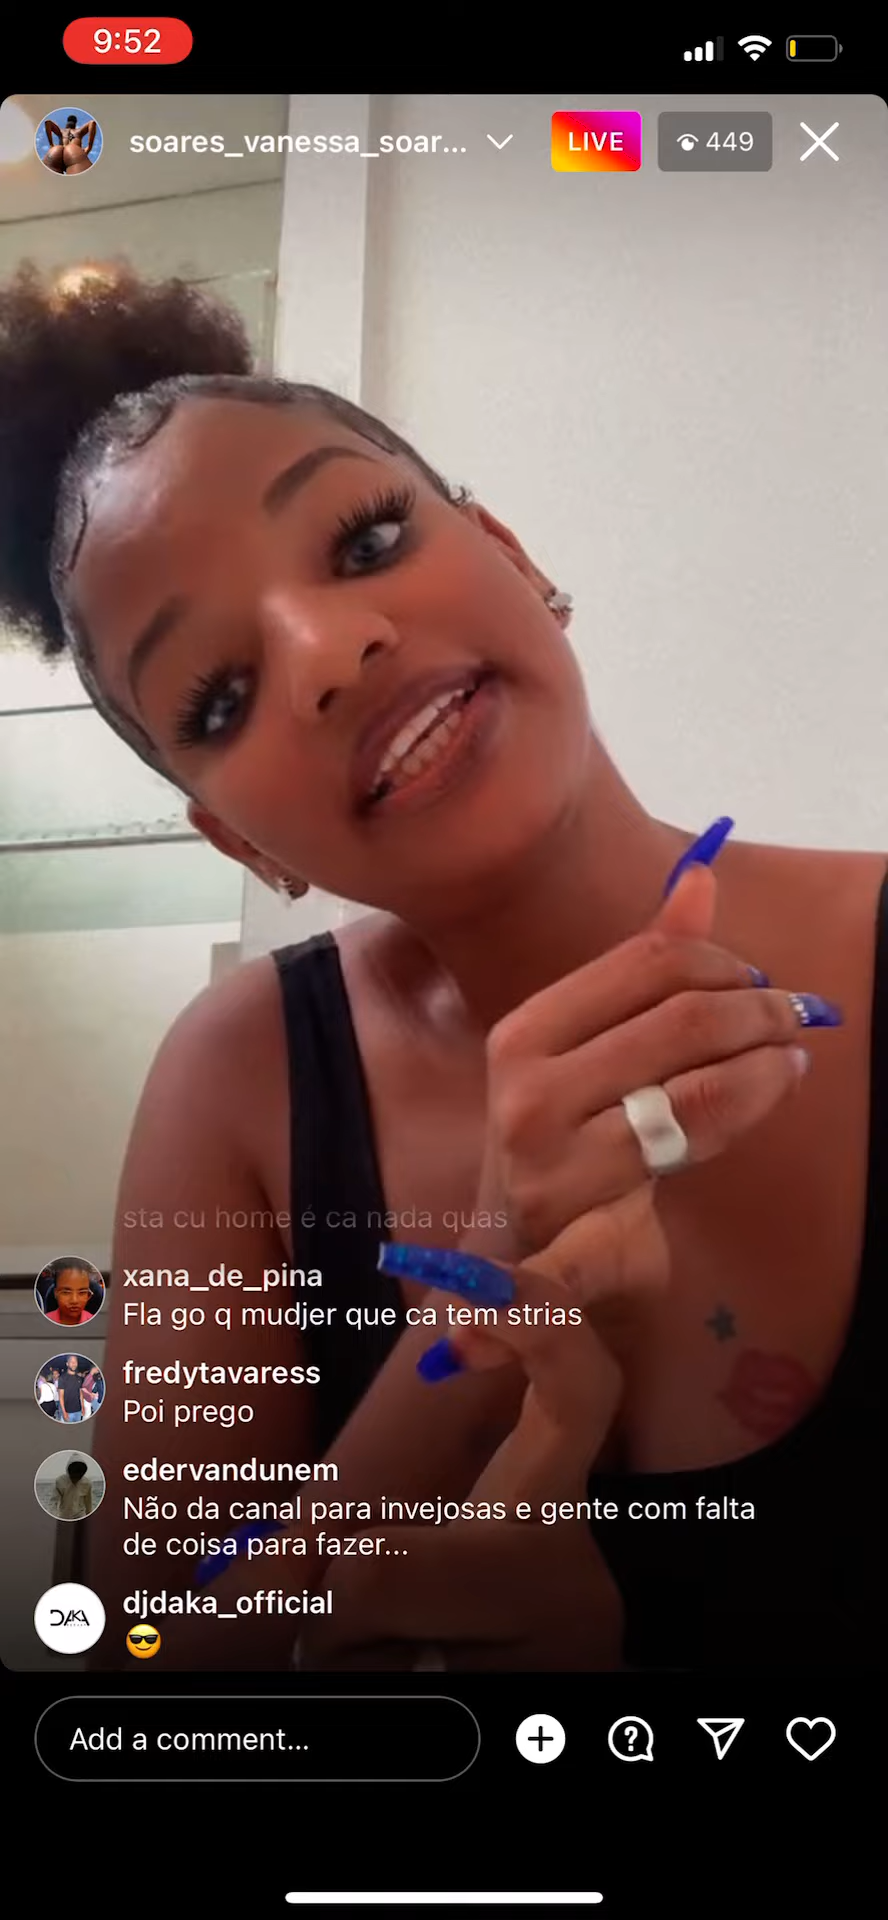 9:52
soares_vanessa_soar...
LIVE
449
sta cu home é ca nada quas
xana_de_pina
Fla go q mudjer que ca tem strias
fredytavaress
Poi prego
edervandunem
Não da canal para invejosas e gente com falta
de coisa para fazer...
DAKA
djdaka_official
😎
Add a comment...